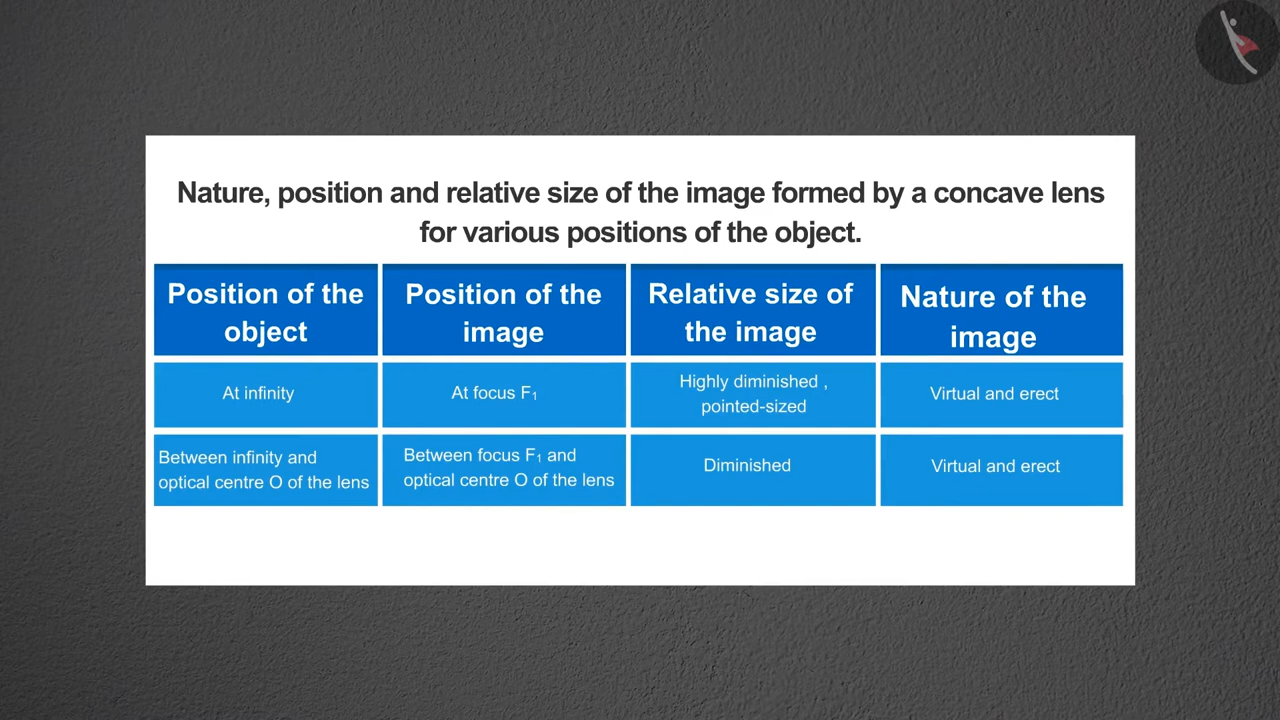 Nature, position and relative size of the image formed by a concave lens
for various positions of the object.
Position of the
object
Position of the
image
Relative size of
the image
Nature of the
image
At infinity
At focus F₁
Highly diminished ,
pointed-sized
Virtual and erect
Between infinity and
optical centre O of the lens
Between focus F₁ and
optical centre O of the lens
Diminished
Virtual and erect